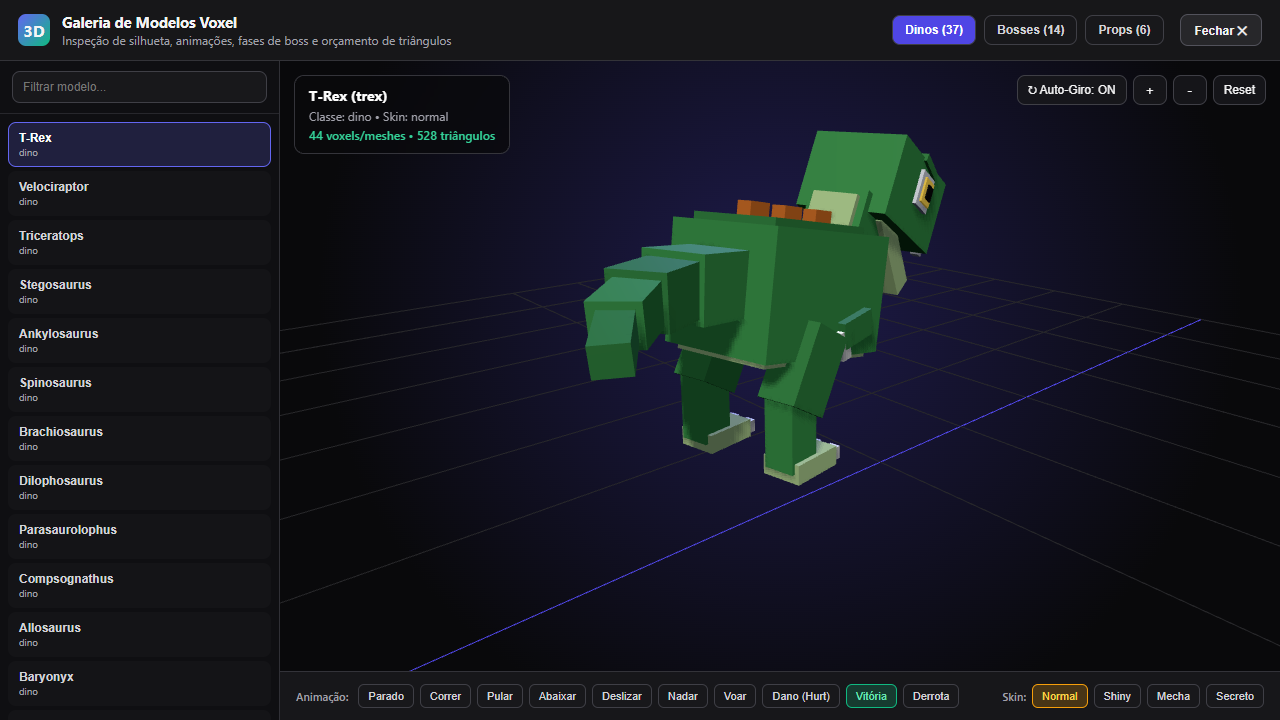 3D
Galeria de Modelos Voxel
Inspeção de silhueta, animações, fases de boss e orçamento de triângulos
Dinos (37)
Bosses (14)
Props (6)
Fechar ✕
Filtrar modelo...
T-Rex
dino
Velociraptor
dino
Triceratops
dino
Stegosaurus
dino
Ankylosaurus
dino
Spinosaurus
dino
Brachiosaurus
dino
Dilophosaurus
dino
Parasaurolophus
dino
Compsognathus
dino
Allosaurus
dino
Baryonyx
dino
T-Rex (trex)
Classe: dino • Skin: normal
44 voxels/meshes • 528 triângulos
↻ Auto-Giro: ON
+
-
Reset
Animação:
Parado
Correr
Pular
Abaixar
Deslizar
Nadar
Voar
Dano (Hurt)
Vitória
Derrota
Skin:
Normal
Shiny
Mecha
Secreto